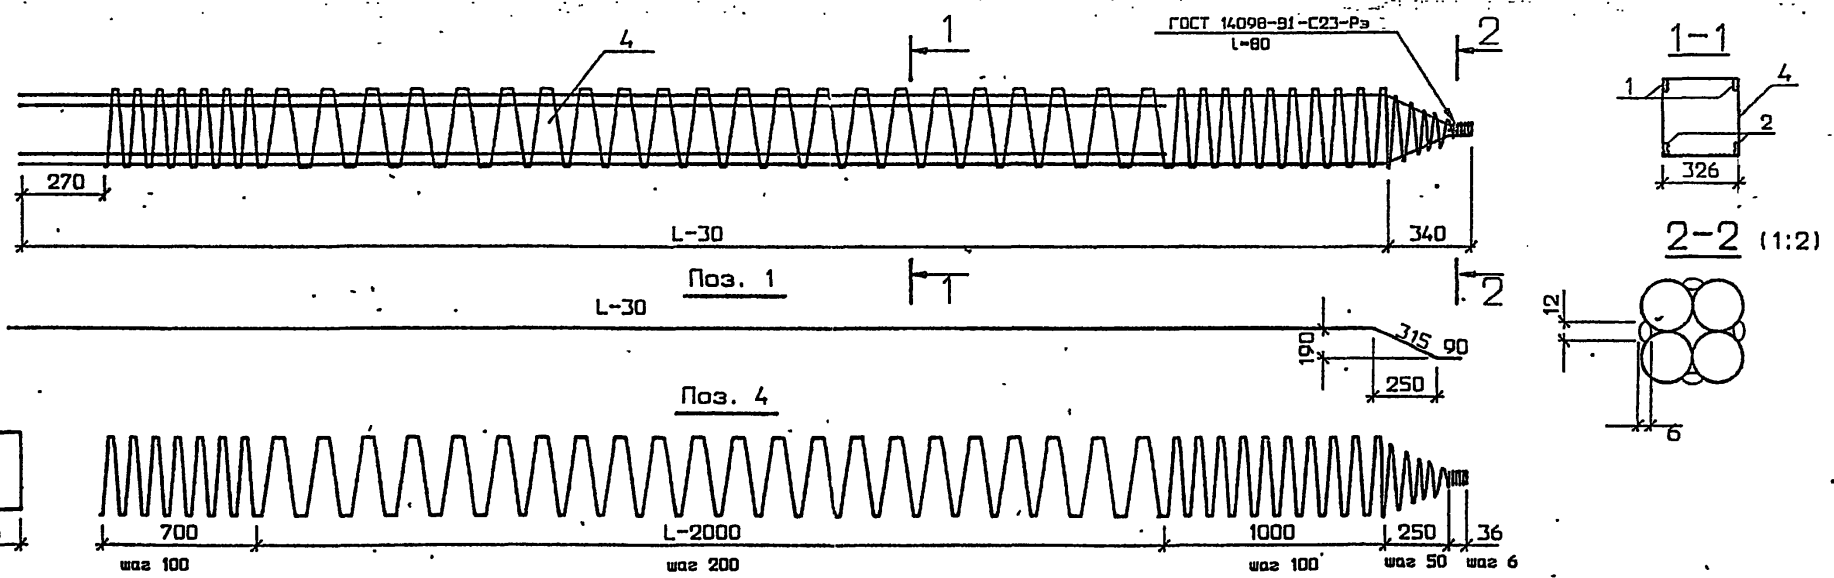 1
ГОСТ 14098-91-С23-Рэ
l=80
2
1-1
4
1
4
2
326
270
L-30
340
2-2 (1:2)
Поз. 1
1
2
L-30
190
315
90
250
12
6
Поз. 4
700
L-2000
1000
250
36
шаг 100
шаг 200
шаг 100
шаг 50
шаг 6